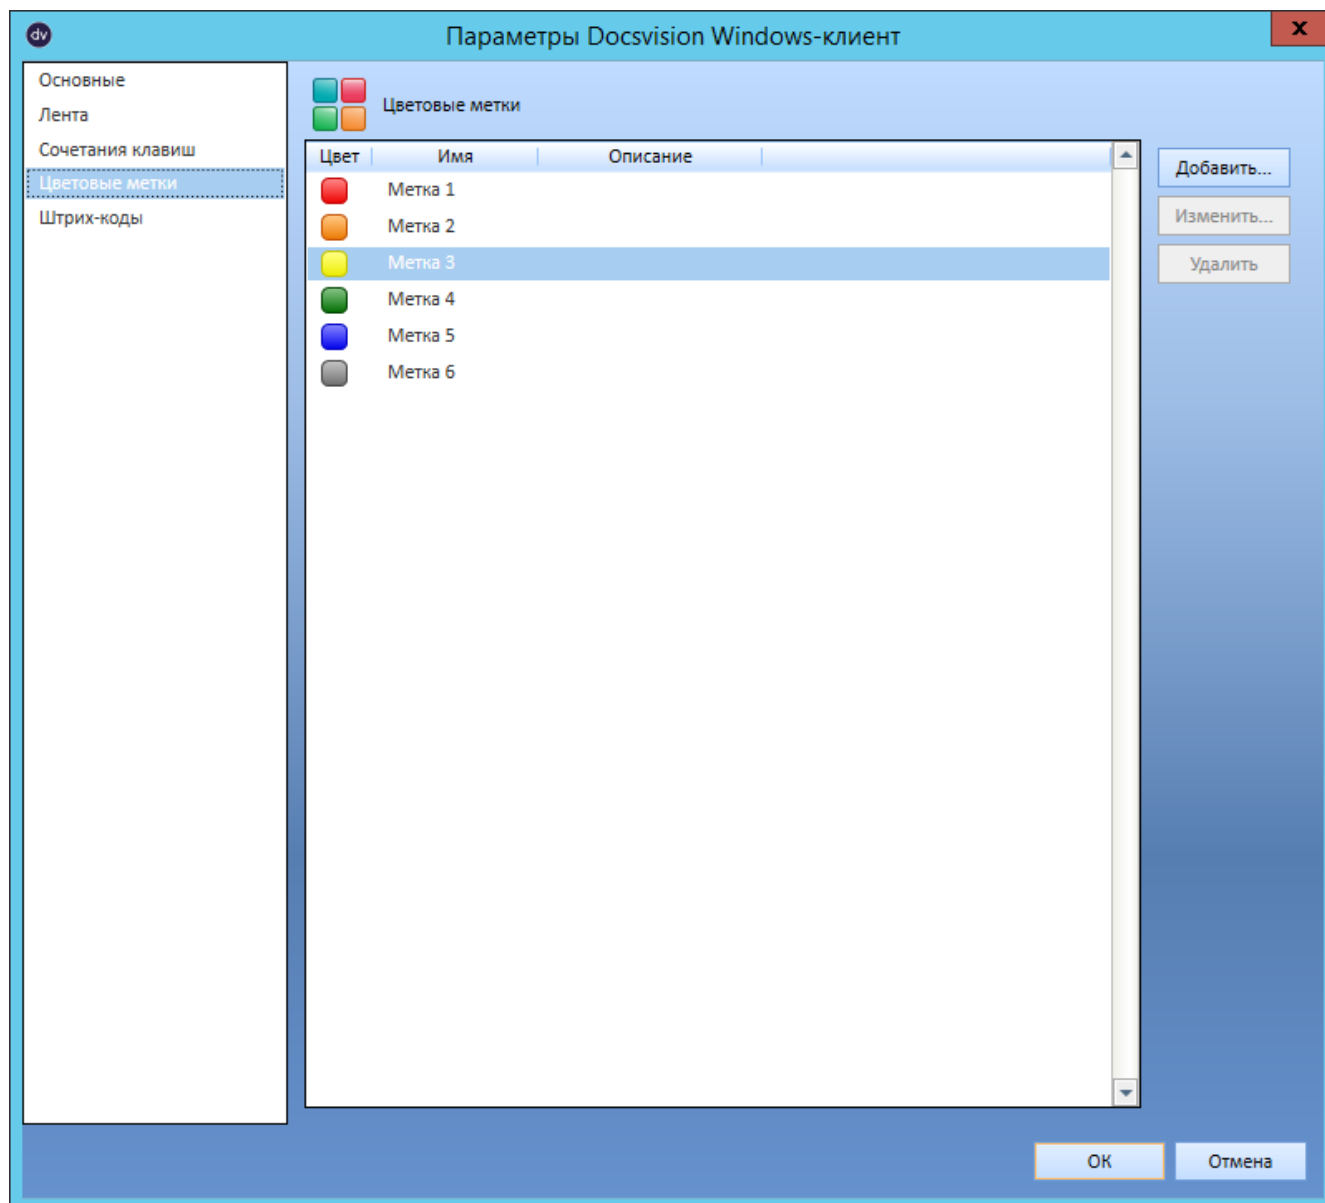 dv
Параметры Docsvision Windows-клиент
x
Основные
Лента
Сочетания клавиш
Цветовые метки
Штрих-коды
Цветовые метки
Цвет Имя Описание
Метка 1
Метка 2
Метка 3
Метка 4
Метка 5
Метка 6
Добавить...
Изменить...
Удалить
ОК Отмена